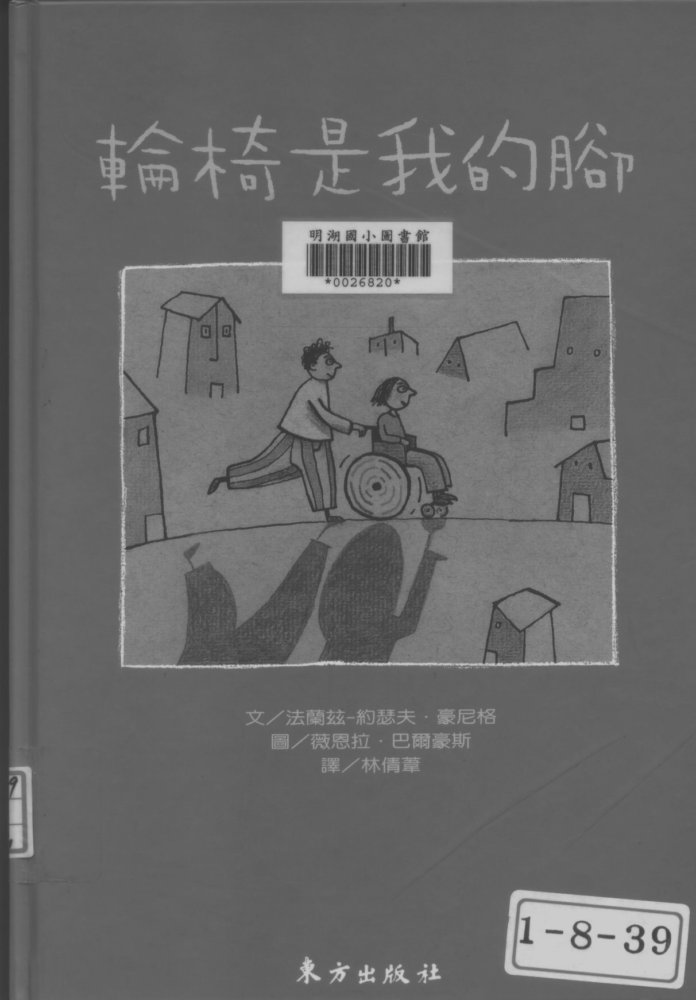 輪椅是我的腳
明湖國小圖書館
*0026820*
文／法蘭玆-約瑟夫．豪尼格
圖／薇恩拉．巴爾豪斯
譯／林倩葦
9
1-8-39
東方出版社